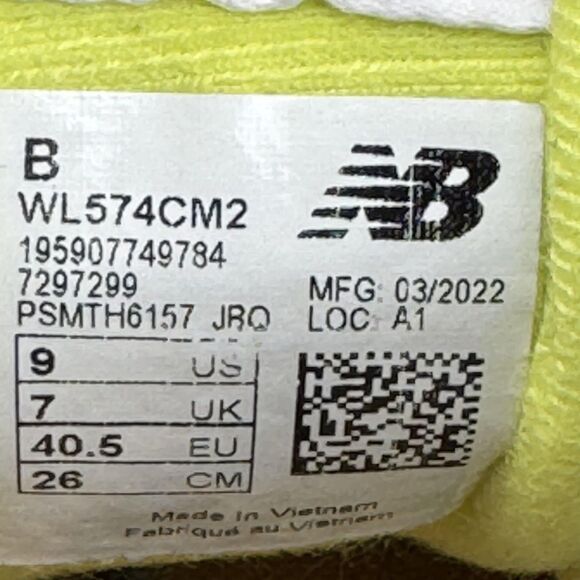 B
NB
WL574CM2
195907749784
7297299
MFG: 03/2022
PSMTH6157 JRQ
LOC: A1
9 US
7 UK
40.5 EU
26 CM
Made in Vietnam
Fabriqué au Vietnam